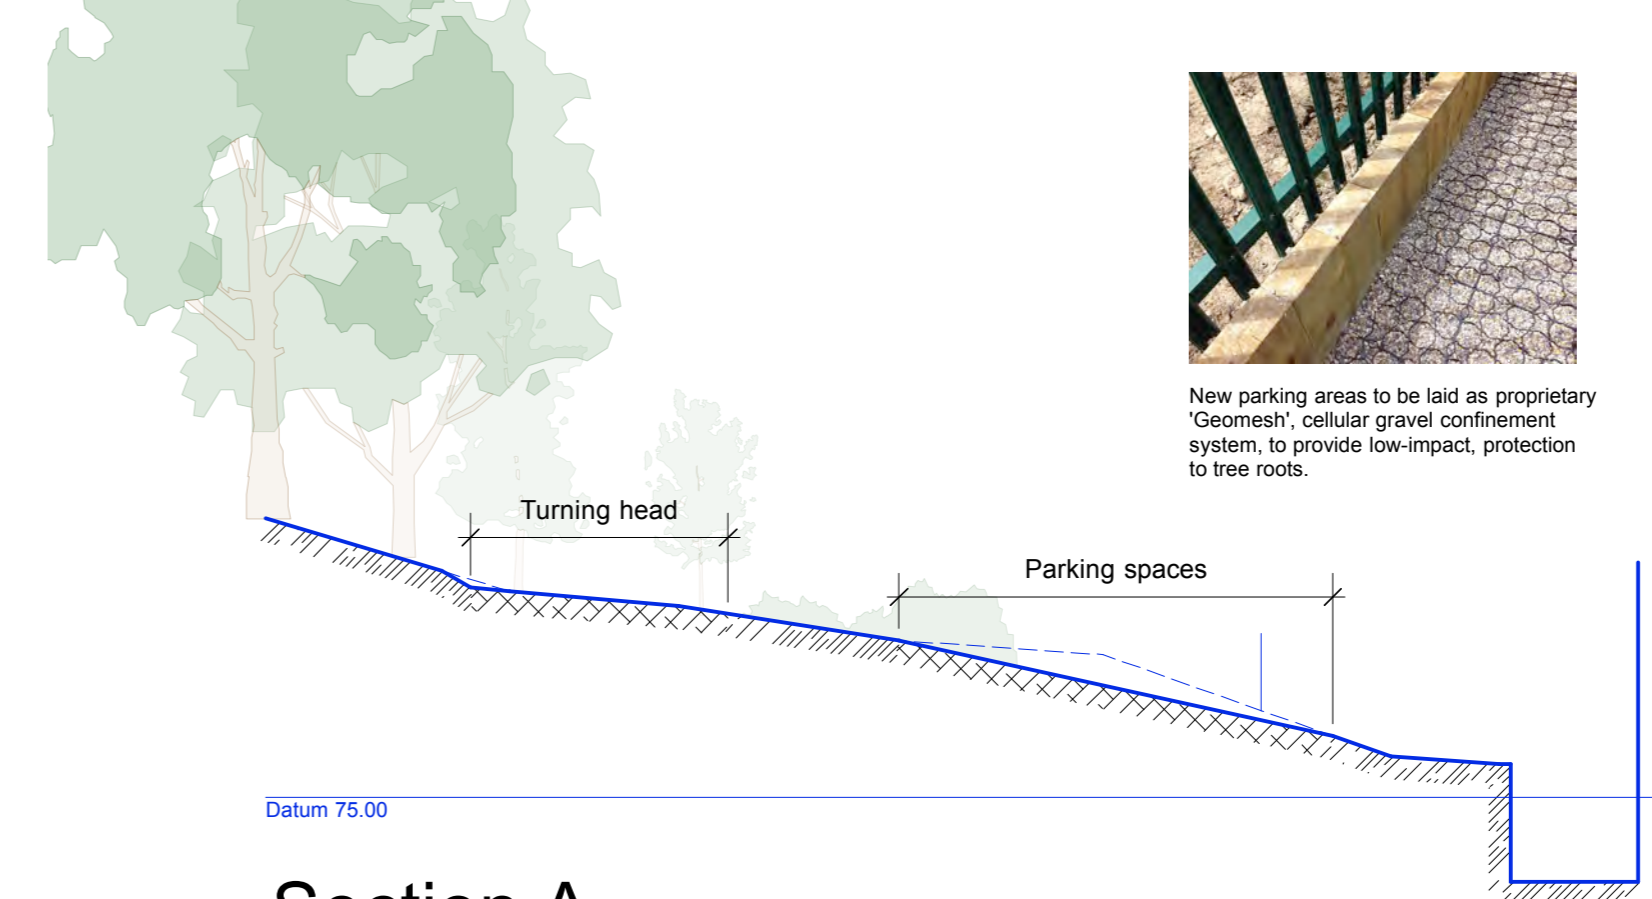 New parking areas to be laid as proprietary
'Geomesh', cellular gravel confinement
system, to provide low-impact, protection
to tree roots.
Turning head
Parking spaces
Datum 75.00
Section A